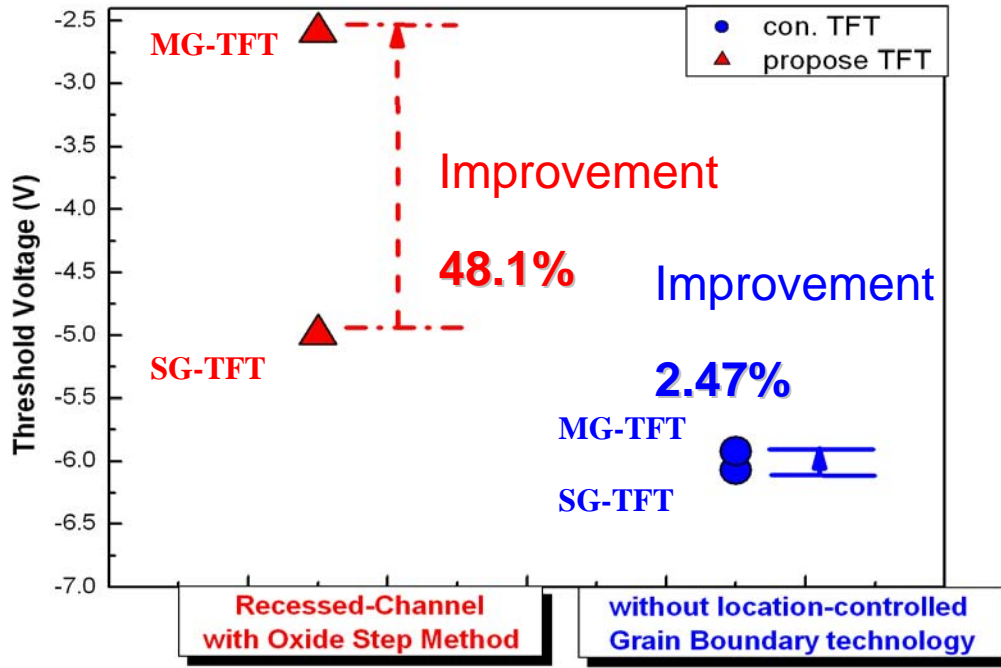 -2.5
-3.0
-3.5
-4.0
-4.5
-5.0
-5.5
-6.0
-6.5
-7.0
Threshold Voltage (V)
con. TFT
propose TFT
MG-TFT
Improvement
48.1%
SG-TFT
Improvement
2.47%
MG-TFT
SG-TFT
Recessed-Channel
with Oxide Step Method
without location-controlled
Grain Boundary technology